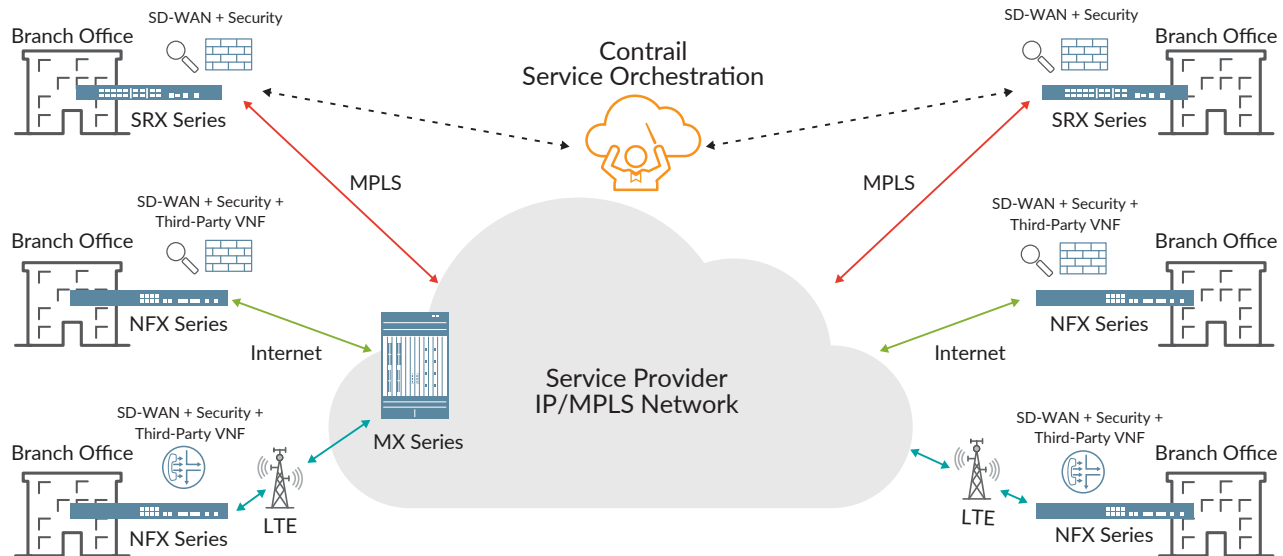 SD-WAN + Security
Branch Office
SRX Series
Contrail
Service Orchestration
SD-WAN + Security
Branch Office
SRX Series
MPLS
MPLS
SD-WAN + Security +
Third-Party VNF
Branch Office
NFX Series
Internet
SD-WAN + Security +
Third-Party VNF
Branch Office
NFX Series
Internet
Service Provider
IP/MPLS Network
MX Series
SD-WAN + Security +
Third-Party VNF
Branch Office
NFX Series
LTE
SD-WAN + Security +
Third-Party VNF
Branch Office
NFX Series
LTE